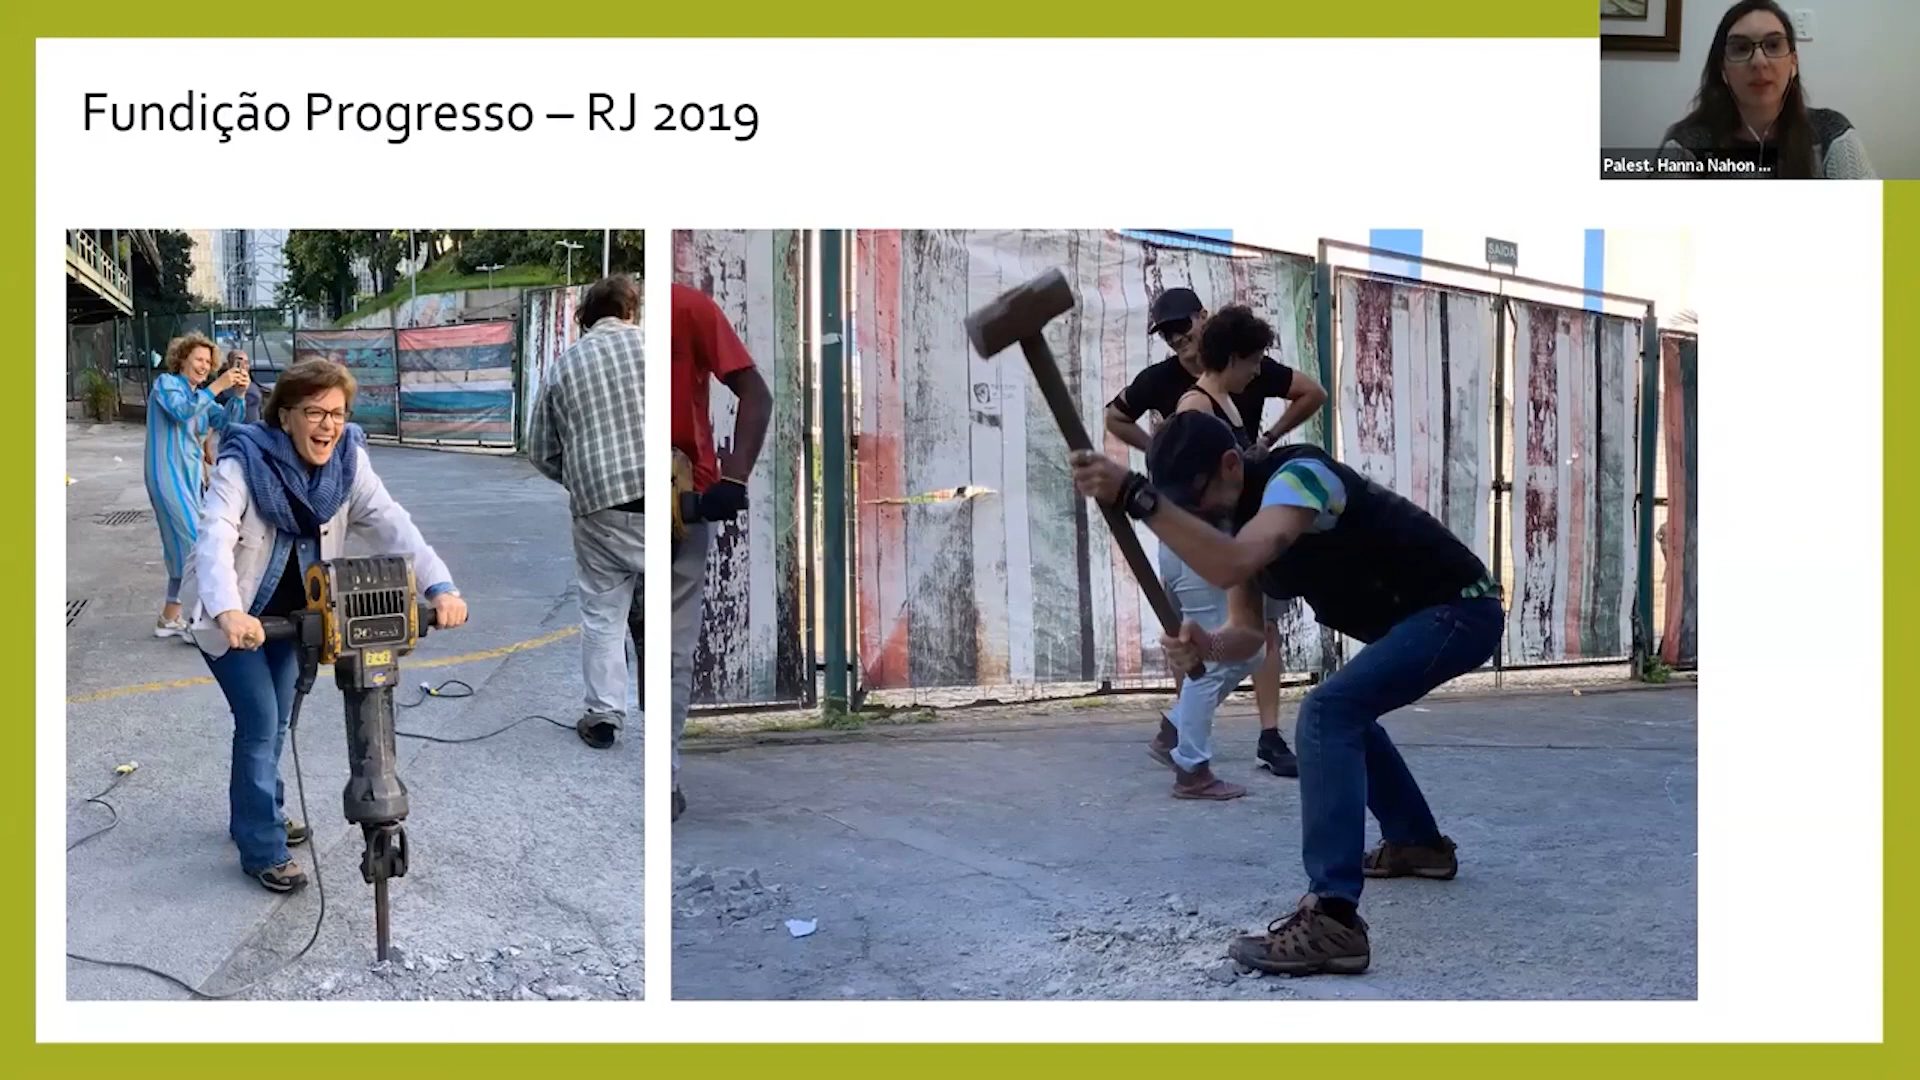 Fundição Progresso – RJ 2019
Palest. Hanna Nahon ...
SAÍDA